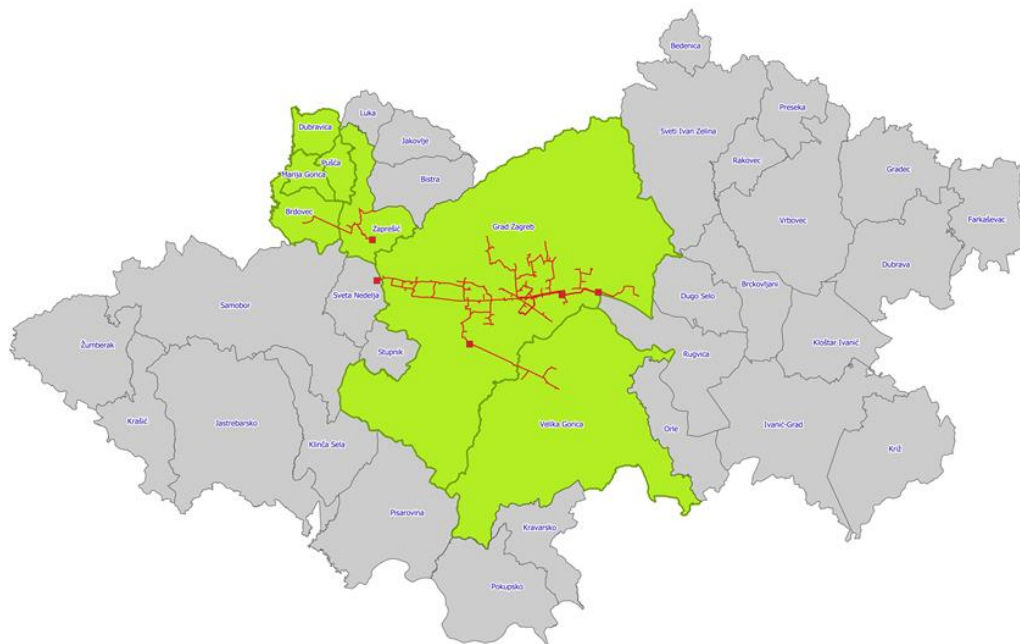 Bedenica
Luka
Preseka
Dubravica
Sveti Ivan Zelina
Jakovlje
Pušća
Rakovec
Gradec
Marija Gorica
Bistra
Brdovec
Farkaševac
Vrbovec
Zaprešić
Grad Zagreb
Dubrava
Samobor
Sveta Nedelja
Dugo Selo
Brckovljani
Žumberak
Stupnik
Rugvica
Kloštar Ivanić
Krašić
Jastrebarsko
Velika Gorica
Orle
Ivanić-Grad
Klinča Sela
Križ
Pisarovina
Kravarsko
Pokupsko